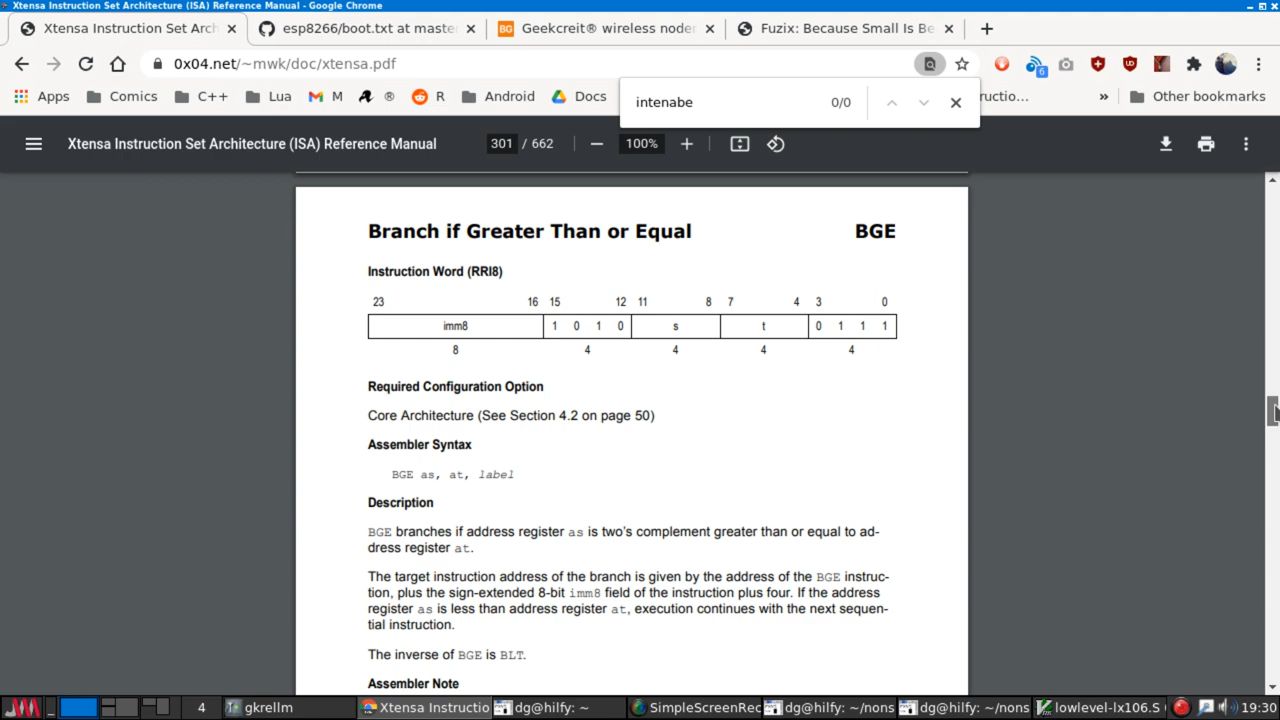 Xtensa Instruction Set Architecture (ISA) Reference Manual - Google Chrome
Xtensa Instruction Set Arch
esp8266/boot.txt at maste
BG Geekcreit® wireless noder
Fuzix: Because Small Is Be
0x04.net/~mwk/doc/xtensa.pdf
6
Apps Comics C++ Lua M ® R Android Docs
intenabe 0/0
ructio... » Other bookmarks
Xtensa Instruction Set Architecture (ISA) Reference Manual 301 / 662 100%
Branch if Greater Than or Equal BGE
Instruction Word (RRI8)
23 16 15 12 11 8 7 4 3 0
imm8 1 0 1 0 s t 0 1 1 1
8 4 4 4 4
Required Configuration Option
Core Architecture (See Section 4.2 on page 50)
Assembler Syntax
BGE as, at, label
Description
BGE branches if address register as is two's complement greater than or equal to ad-
dress register at.
The target instruction address of the branch is given by the address of the BGE instruc-
tion, plus the sign-extended 8-bit imm8 field of the instruction plus four. If the address
register as is less than address register at, execution continues with the next sequen-
tial instruction.
The inverse of BGE is BLT.
Assembler Note
4 gkrellm Xtensa Instructio dg@hilfy: ~ SimpleScreenRec dg@hilfy: ~/nons dg@hilfy: ~/nons lowlevel-lx106.S ( 19:30